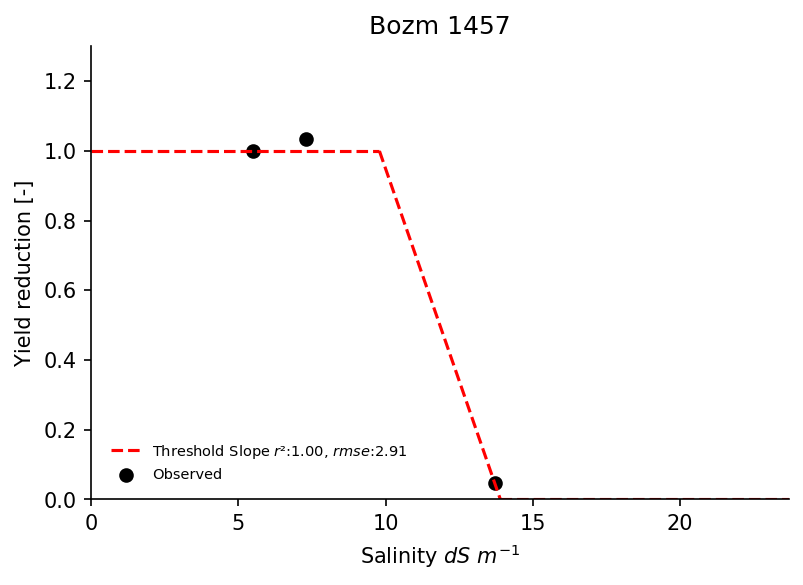 Bozm 1457
Yield reduction [-]
1.2
1.0
0.8
0.6
0.4
0.2
0.0
Threshold Slope r²:1.00, rmse:2.91
Observed
0 5 10 15 20
Salinity dS m⁻¹